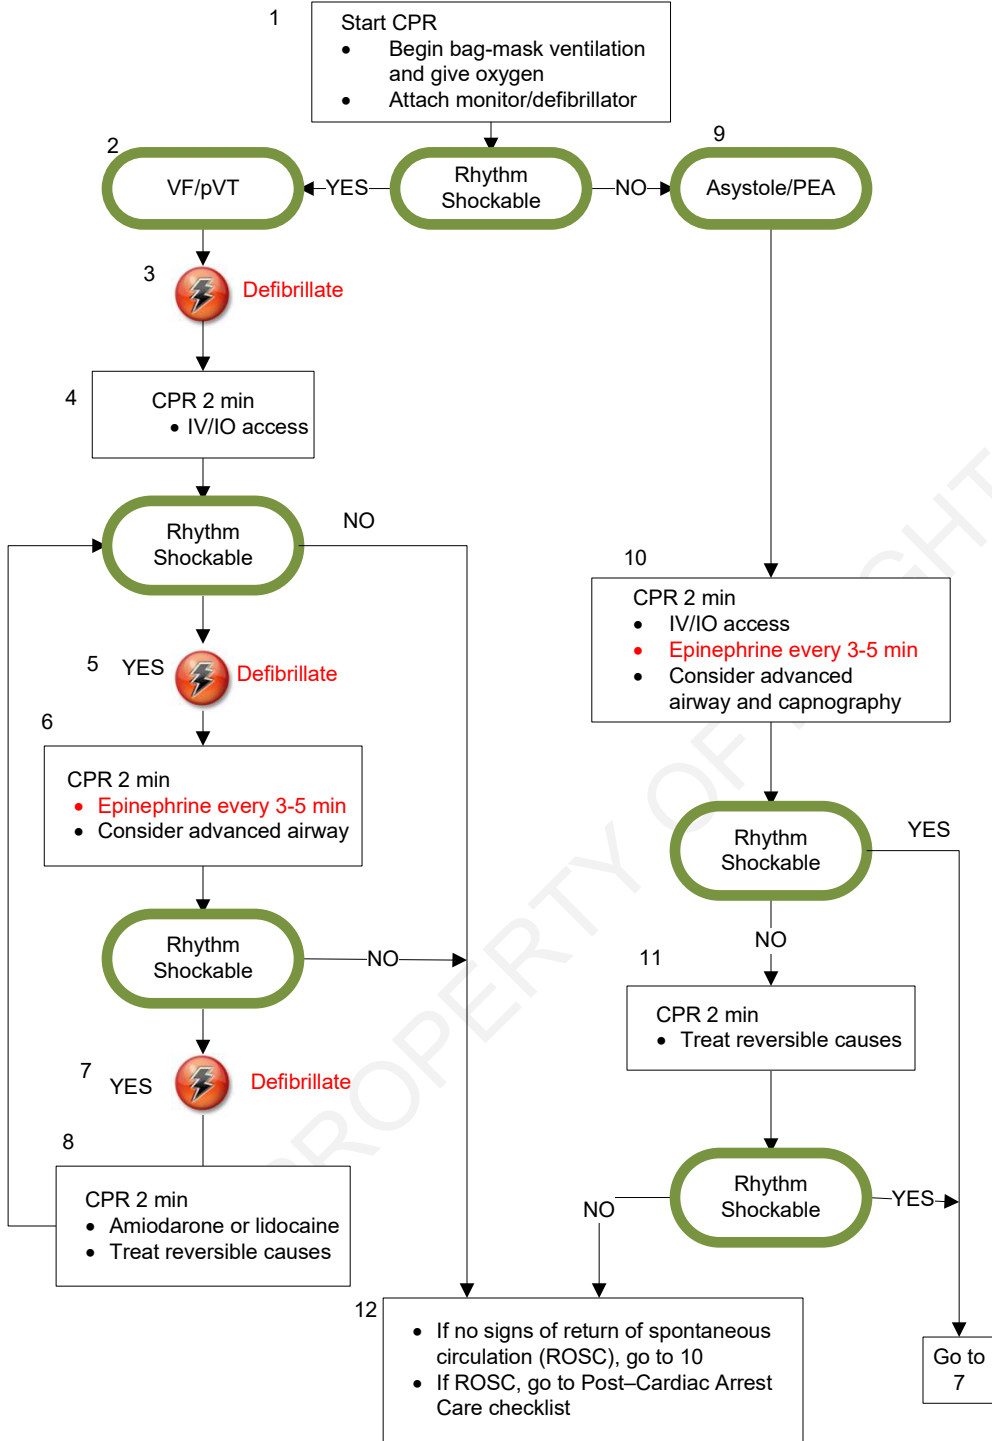 1
Start CPR
• Begin bag-mask ventilation
and give oxygen
• Attach monitor/defibrillator
2
VF/pVT
YES
Rhythm
Shockable
NO
9
Asystole/PEA
3
Defibrillate
4
CPR 2 min
• IV/IO access
Rhythm
Shockable
NO
5
YES
Defibrillate
6
CPR 2 min
• Epinephrine every 3-5 min
• Consider advanced airway
Rhythm
Shockable
NO
7
YES
Defibrillate
8
CPR 2 min
• Amiodarone or lidocaine
• Treat reversible causes
10
CPR 2 min
• IV/IO access
• Epinephrine every 3-5 min
• Consider advanced
airway and capnography
Rhythm
Shockable
YES
NO
11
CPR 2 min
• Treat reversible causes
Rhythm
Shockable
NO
YES
12
• If no signs of return of spontaneous
circulation (ROSC), go to 10
• If ROSC, go to Post–Cardiac Arrest
Care checklist
Go to
7
PROPERTY OF